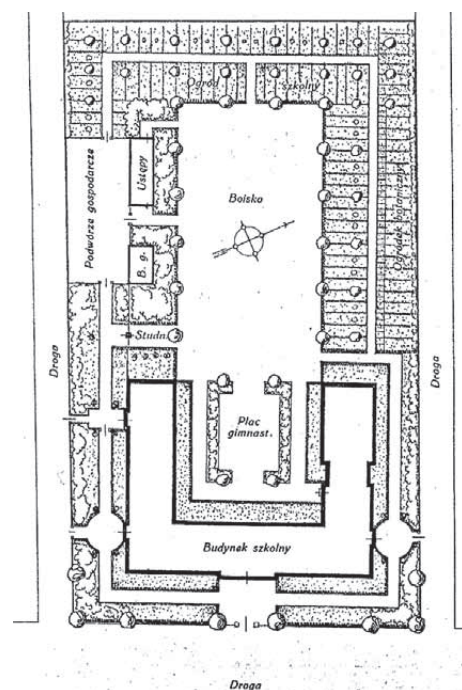 Ogród szkolny
Ustępy
Podwórze gospodarcze
Boisko
Ogródek botaniczny
B. g.
Studn.
Droga
Droga
Plac
gimnast.
Budynek szkolny
Droga